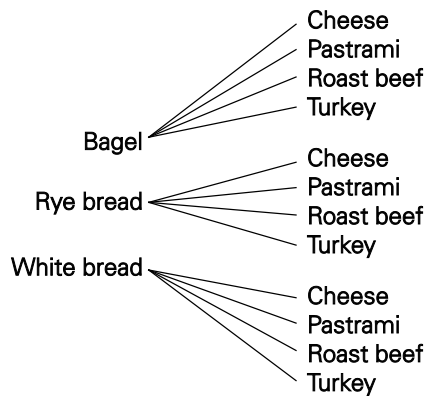 Cheese
Pastrami
Roast beef
Turkey
Bagel
Cheese
Pastrami
Rye bread
Roast beef
Turkey
White bread
Cheese
Pastrami
Roast beef
Turkey